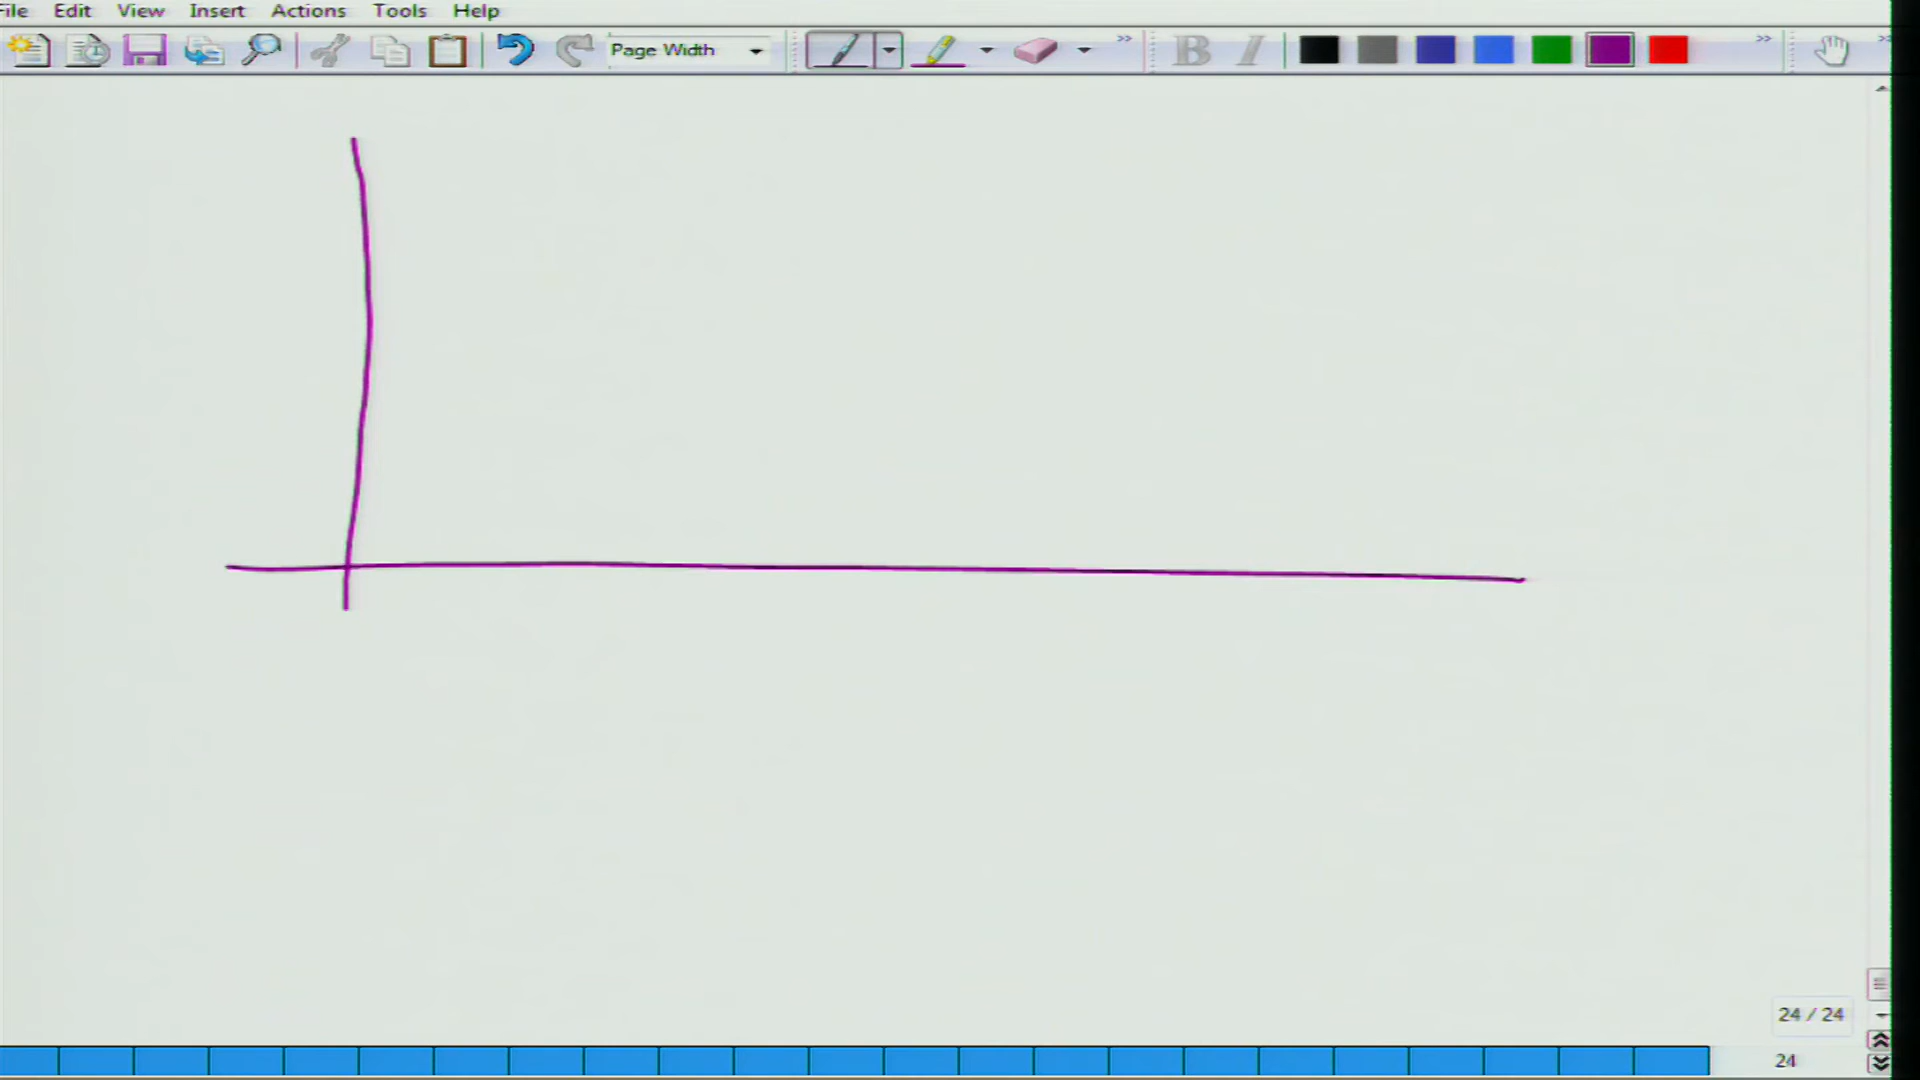 File Edit View Insert Actions Tools Help
Page Width B I
24 / 24
24